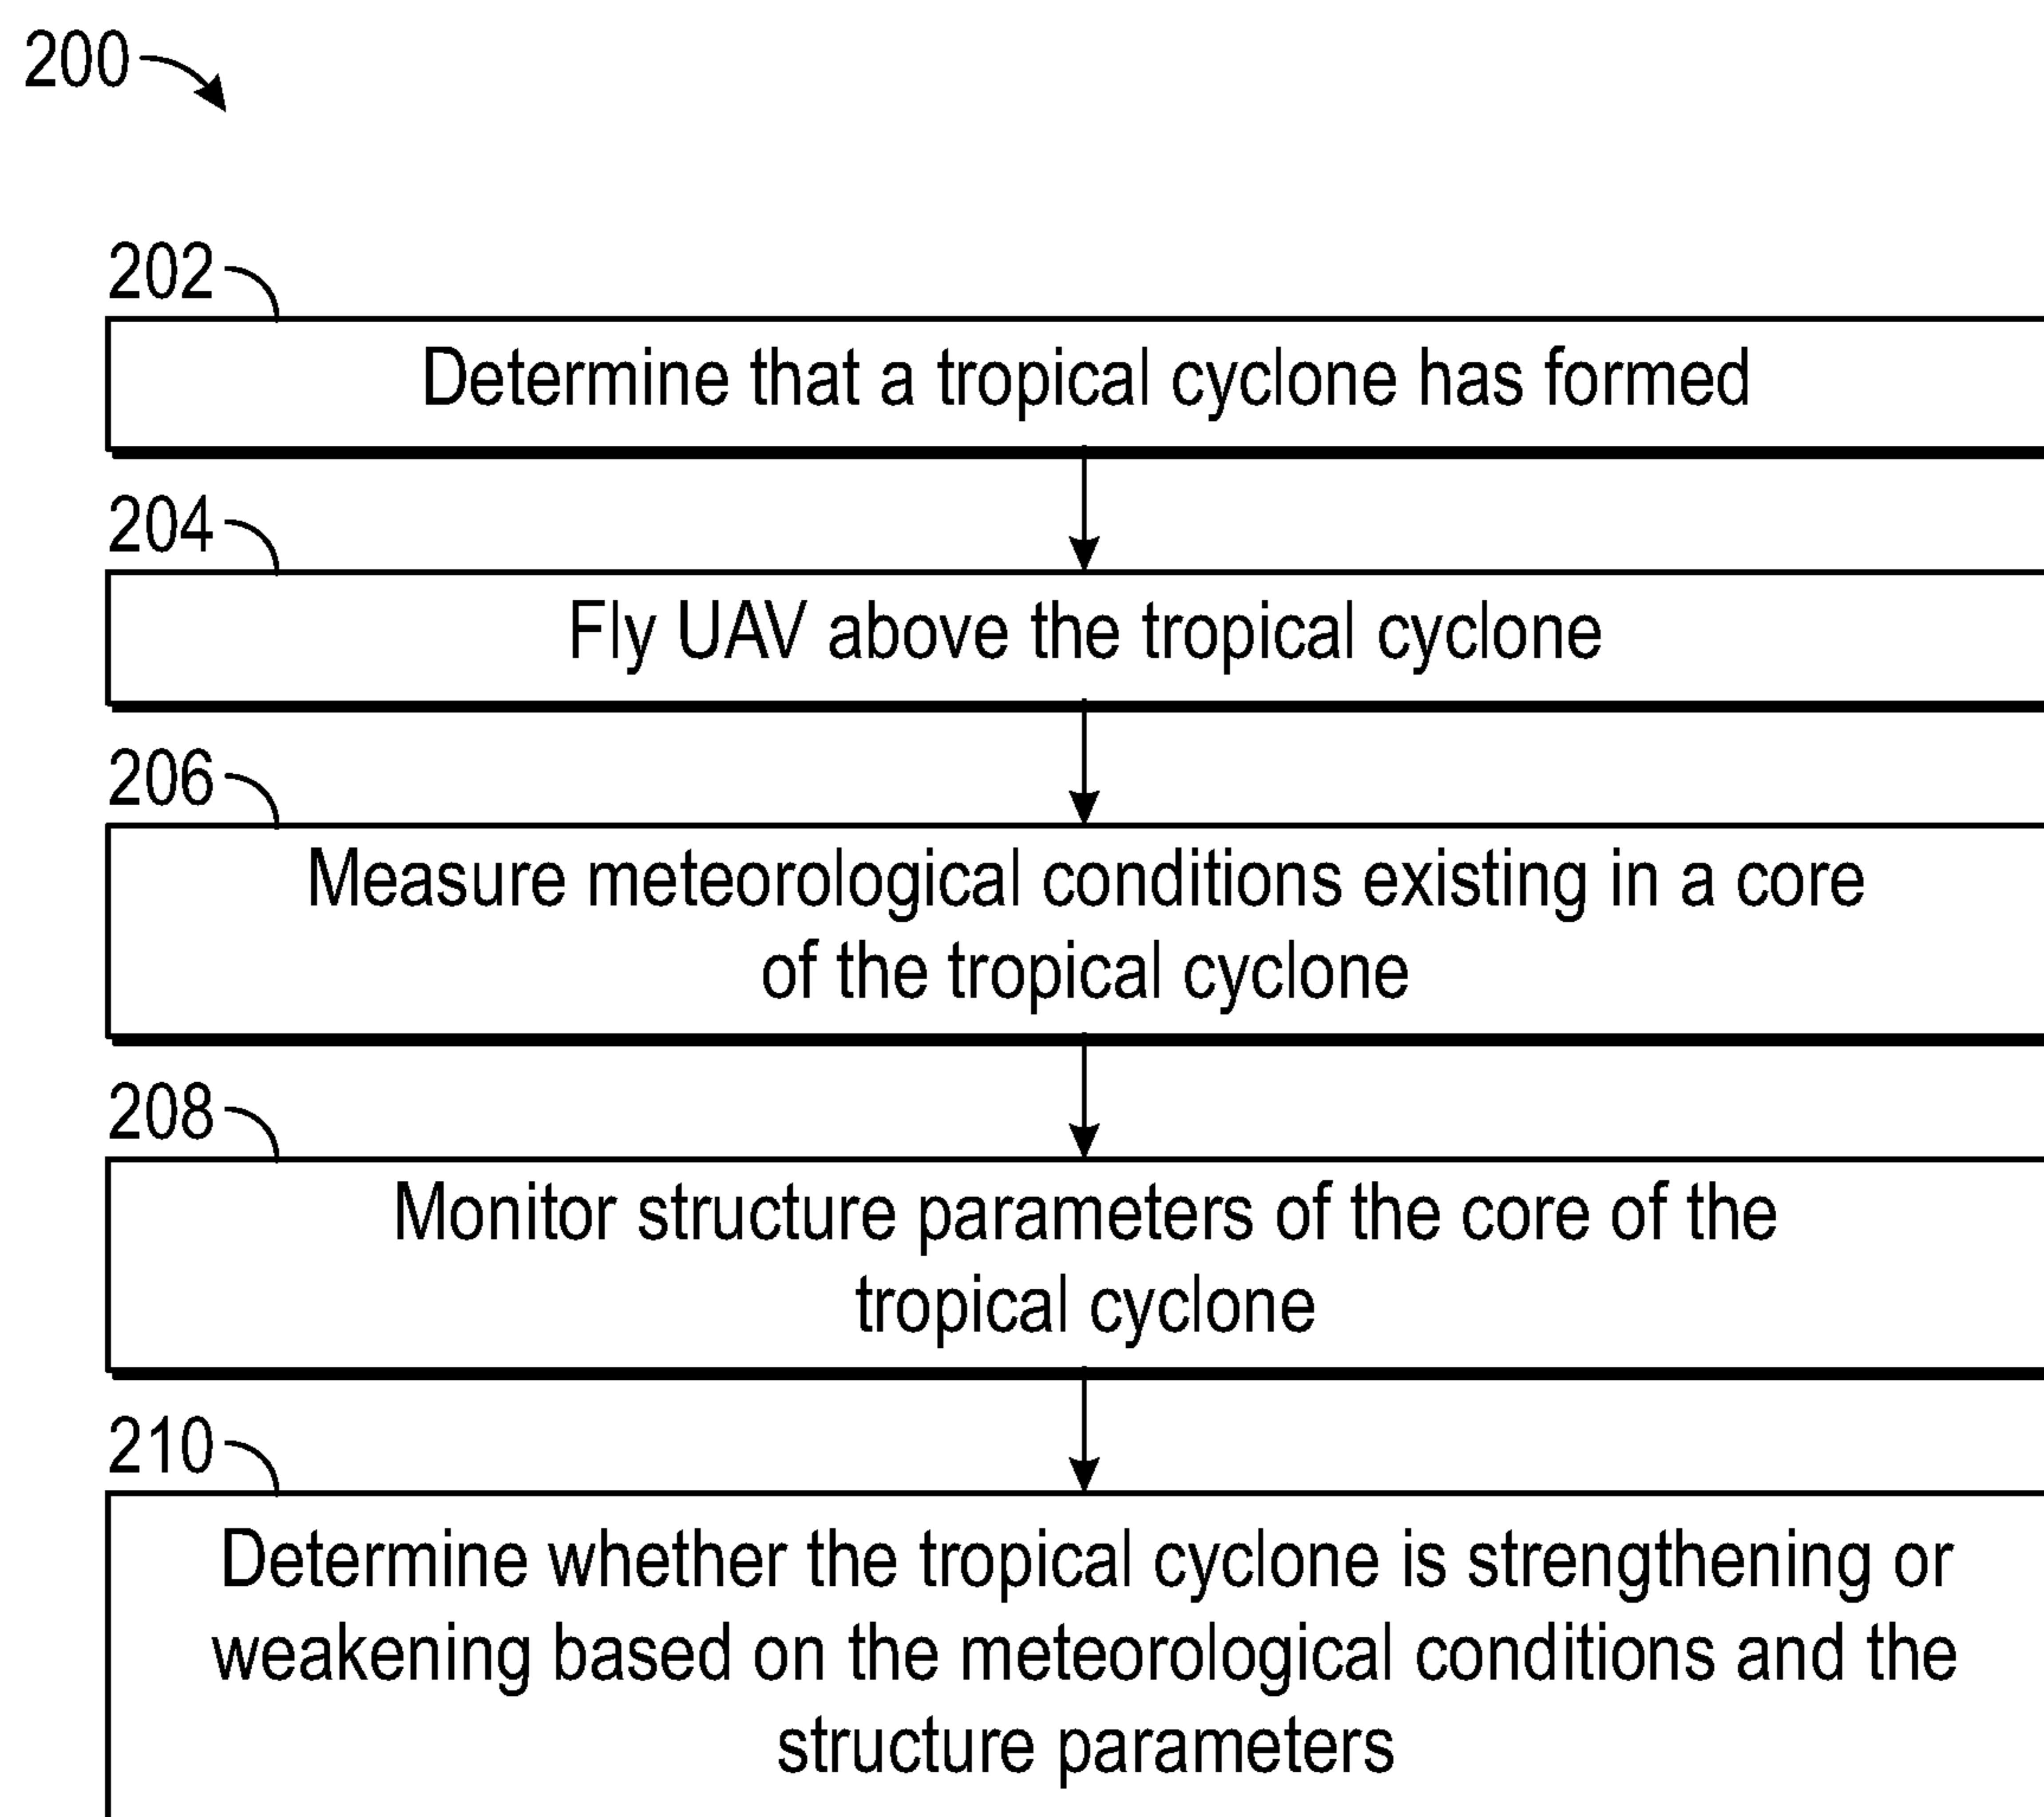 200
202
Determine that a tropical cyclone has formed
204
Fly UAV above the tropical cyclone
206
Measure meteorological conditions existing in a core
of the tropical cyclone
208
Monitor structure parameters of the core of the
tropical cyclone
210
Determine whether the tropical cyclone is strengthening or
weakening based on the meteorological conditions and the
structure parameters